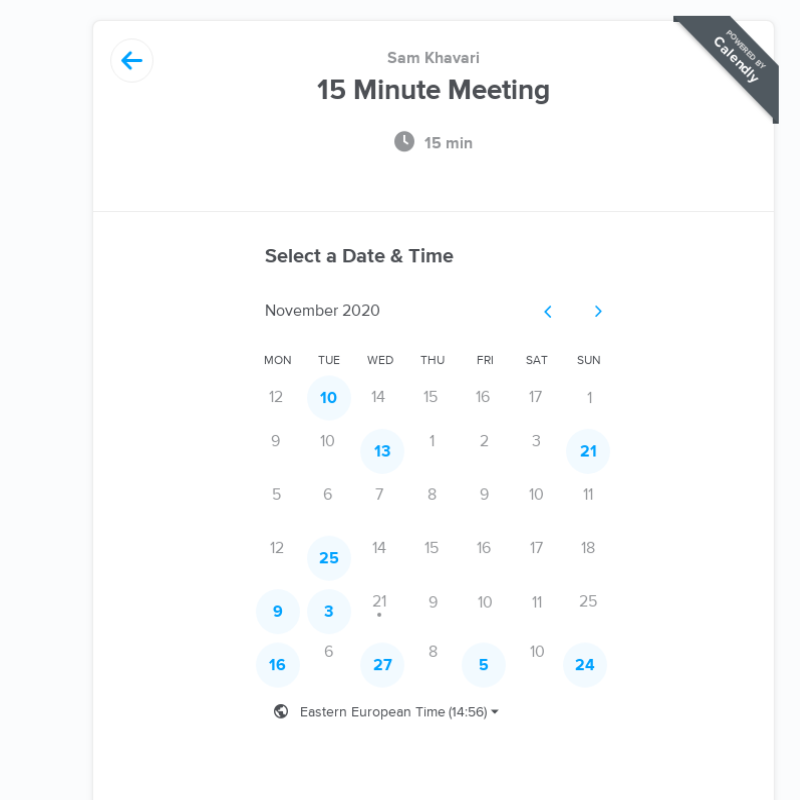 POWERED BY
Calendly
Sam Khavari
15 Minute Meeting
15 min
Select a Date & Time
November 2020
MON TUE WED THU FRI SAT SUN
12 10 14 15 16 17 1
9 10 13 1 2 3 21
5 6 7 8 9 10 11
12 25 14 15 16 17 18
9 3 21 9 10 11 25
16 6 27 8 5 10 24
Eastern European Time (14:56)